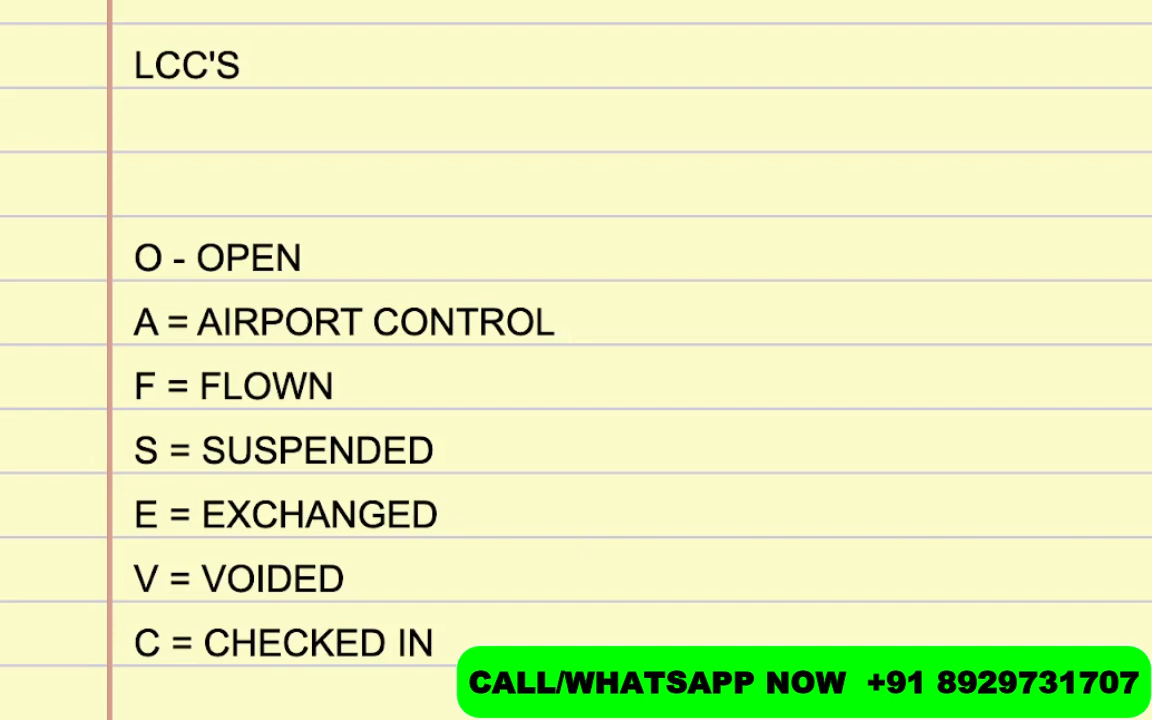 LCC'S
O - OPEN
A = AIRPORT CONTROL
F = FLOWN
S = SUSPENDED
E = EXCHANGED
V = VOIDED
C = CHECKED IN
CALL/WHATSAPP NOW +91 8929731707